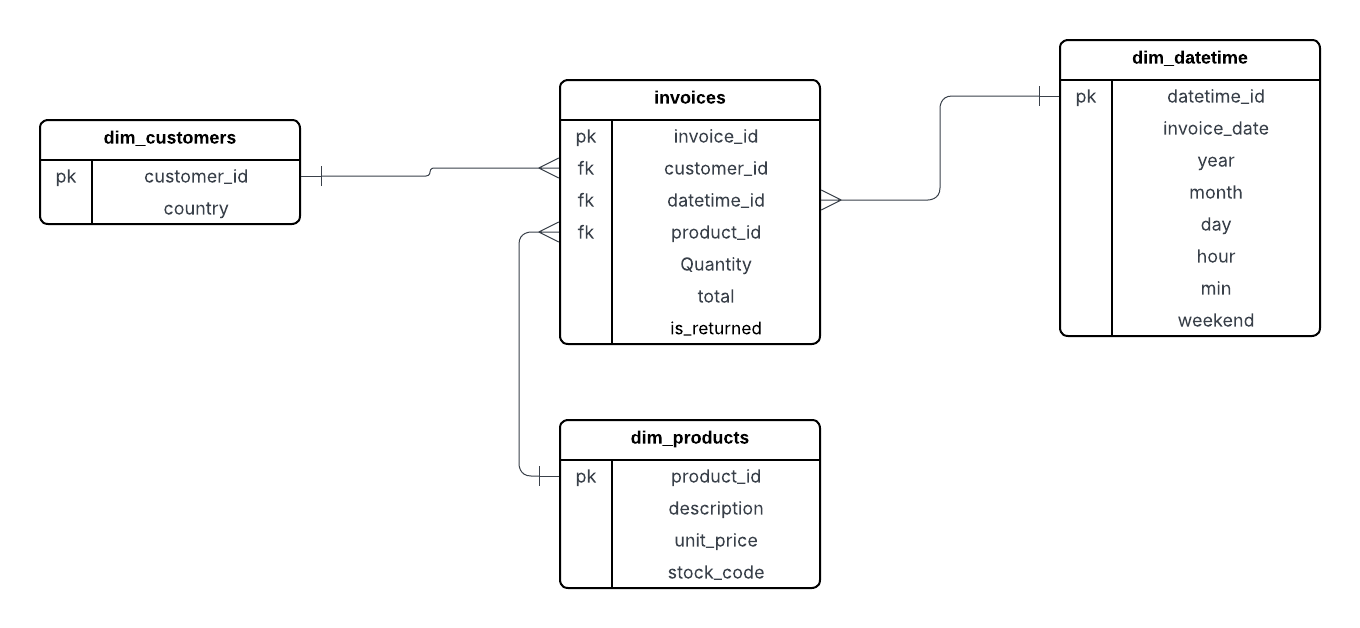 dim_customers
pk customer_id
country
invoices
pk invoice_id
fk customer_id
fk datetime_id
fk product_id
Quantity
total
is_returned
dim_datetime
pk datetime_id
invoice_date
year
month
day
hour
min
weekend
dim_products
pk product_id
description
unit_price
stock_code